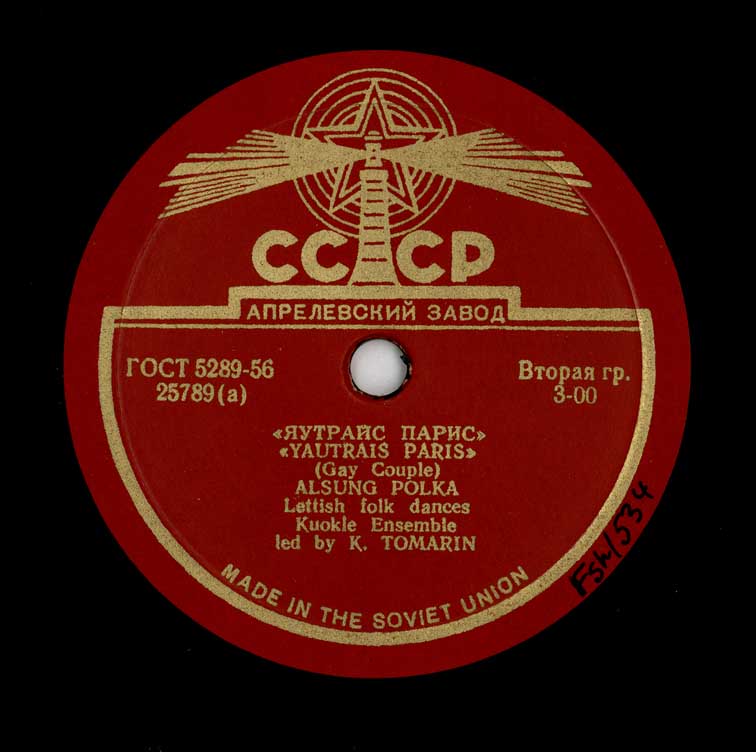 СССР
АПРЕЛЕВСКИЙ ЗАВОД
ГОСТ 5289-56
25789(а)
Вторая гр.
3-00
«ЯУТРАЙС ПАРИС»
«YAUTRAIS PARIS»
(Gay Couple)
ALSUNG POLKA
Lettish folk dances
Kuokle Ensemble
led by K. TOMARIN
MADE IN THE SOVIET UNION
Fsh/534